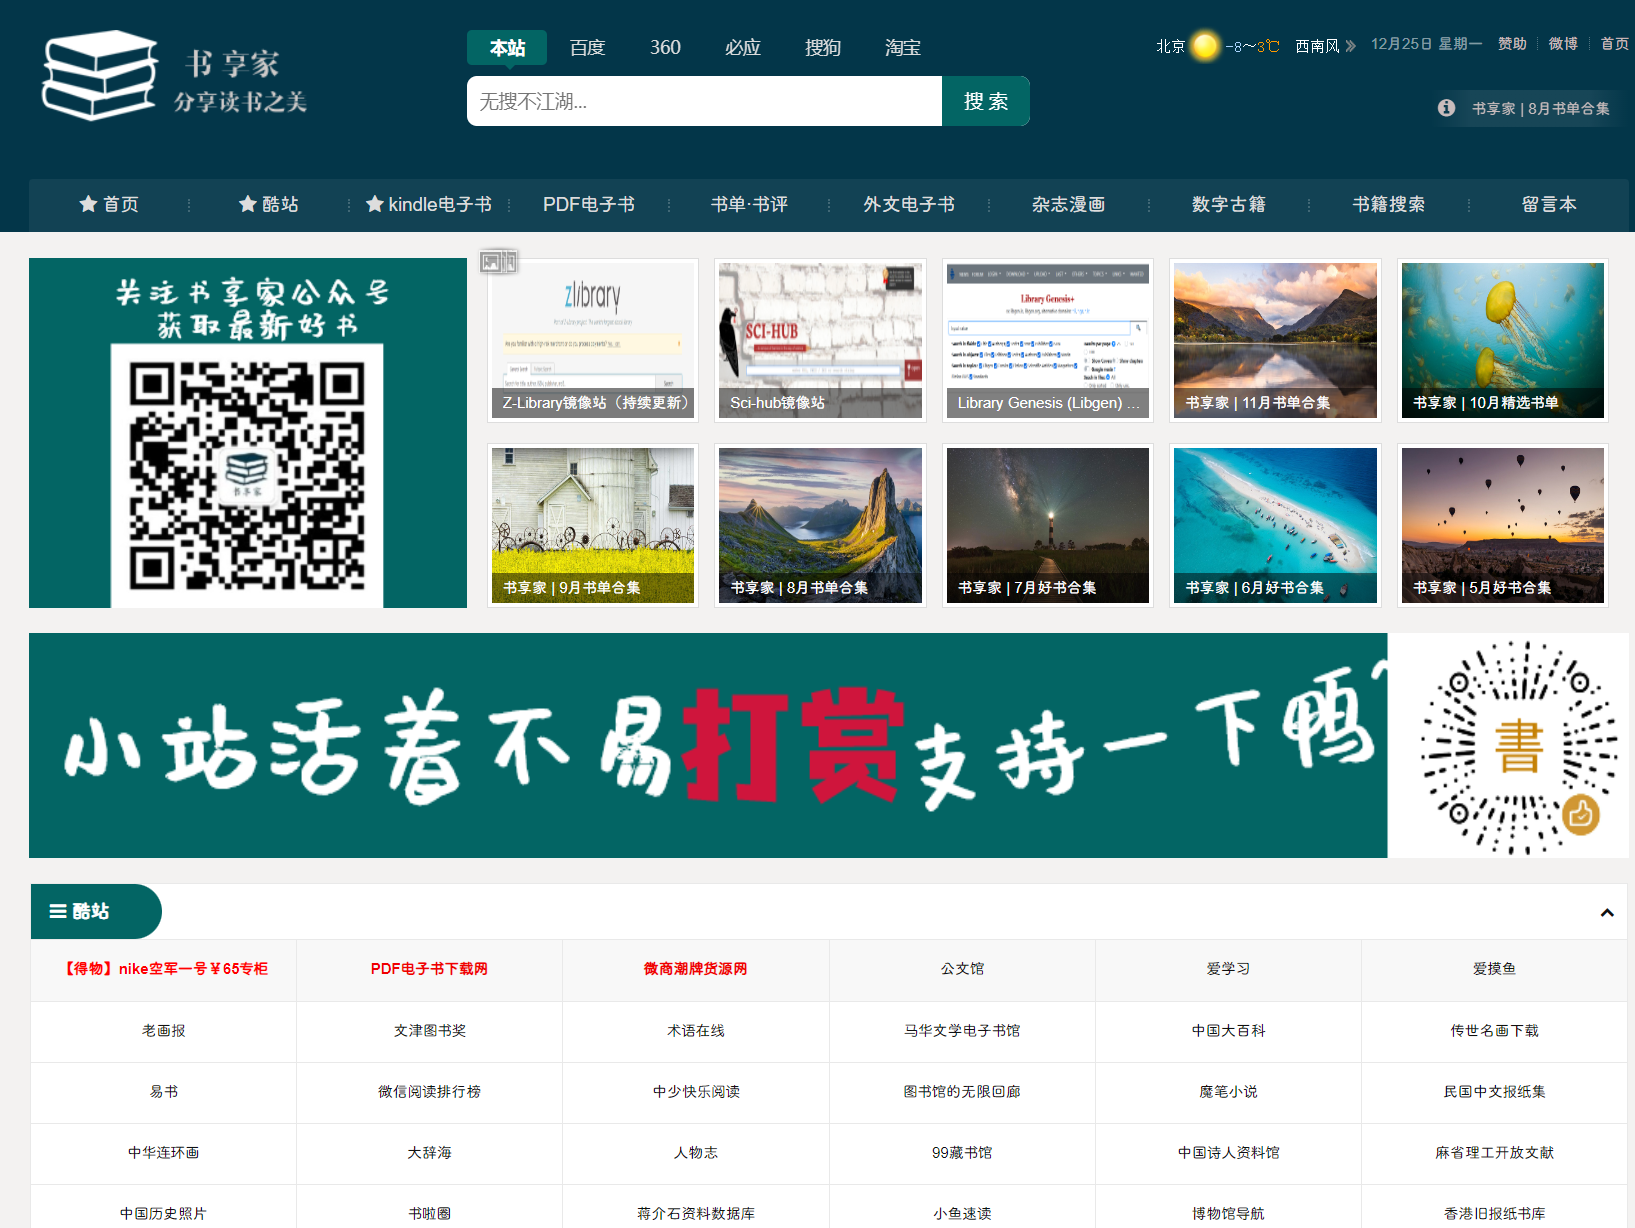 书享家
分享读书之美
本站 百度 360 必应 搜狗 淘宝
无搜不江湖...
搜 索
北京 -8～3℃ 西南风
12月25日 星期一 赞助 微博 首页
书享家 | 8月书单合集
首页 酷站 kindle电子书 PDF电子书 书单·书评 外文电子书 杂志漫画 数字古籍 书籍搜索 留言本
关注书享家公众号
获取最新好书
书享家
zlibrary
Z-Library镜像站（持续更新）
SCI-HUB
Sci-hub镜像站
Library Genesis+
Library Genesis (Libgen) ...
书享家 | 11月书单合集
书享家 | 10月精选书单
书享家 | 9月书单合集
书享家 | 8月书单合集
书享家 | 7月好书合集
书享家 | 6月好书合集
书享家 | 5月好书合集
小站活着不易打赏支持一下鸭~
書
酷站
【得物】nike空军一号￥65专柜 PDF电子书下载网 微商潮牌货源网 公文馆 爱学习 爱摸鱼
老画报 文津图书奖 术语在线 马华文学电子书馆 中国大百科 传世名画下载
易书 微信阅读排行榜 中少快乐阅读 图书馆的无限回廊 魔笔小说 民国中文报纸集
中华连环画 大辞海 人物志 99藏书馆 中国诗人资料馆 麻省理工开放文献
中国历史照片 书啦圈 蒋介石资料数据库 小鱼速读 博物馆导航 香港旧报纸书库